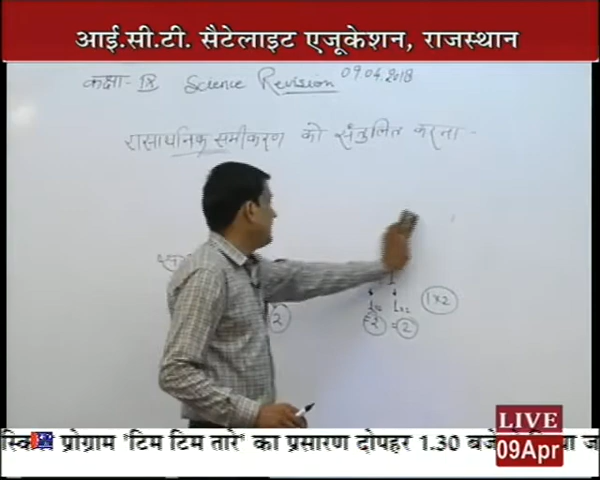 आई.सी.टी. सैटेलाइट एजूकेशन, राजस्थान
कक्षा- IX Science Revision 09.04.2018
रासायनिक समीकरण को संतुलित करना -
1×2
2 =2 =2
LIVE
प्रोग्राम 'टिम टिम तारे' का प्रसारण दोपहर 1.30 बजे
09Apr